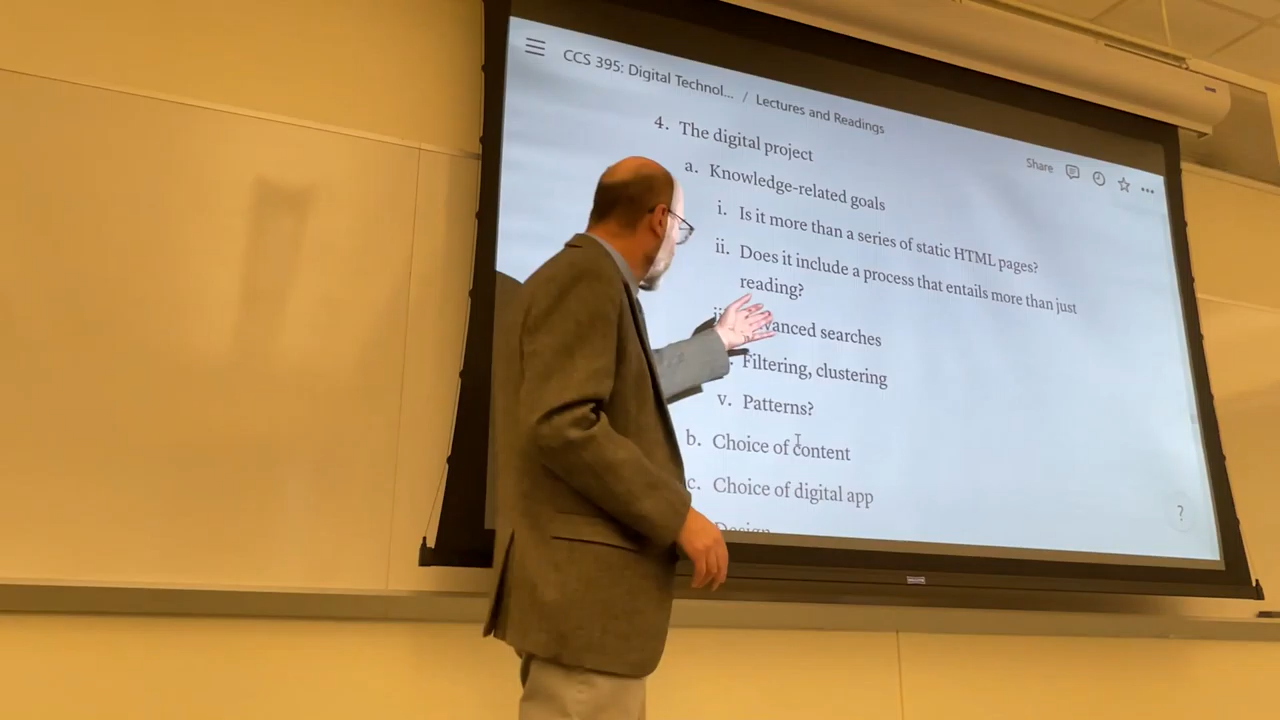 CCS 395: Digital Technol... / Lectures and Readings
Share
4. The digital project
a. Knowledge-related goals
i. Is it more than a series of static HTML pages?
ii. Does it include a process that entails more than just
reading?
searches
Filtering, clustering
v. Patterns?
b. Choice of content
c. Choice of digital app
Design
?